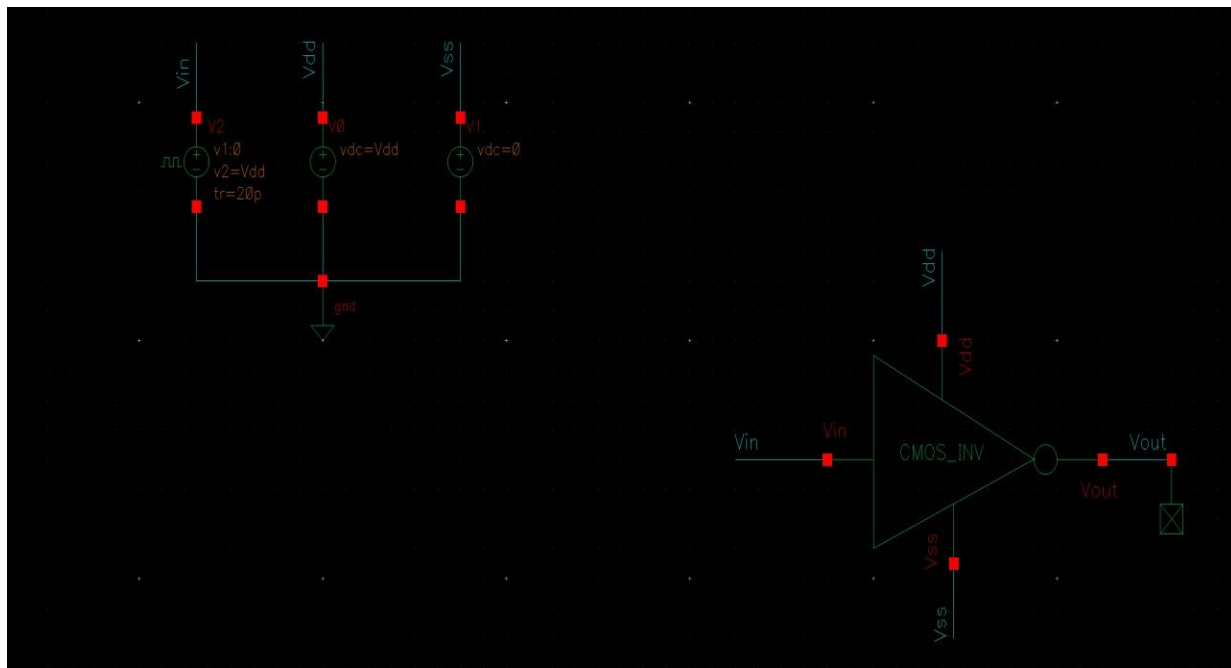 Vin
Vdd
Vss
V2
V0
V1
v1:0
v2=Vdd
tr=20p
vdc=Vdd
vdc=0
gnd
Vdd
Vdd
Vin
Vin
CMOS_INV
Vout
Vout
Vss
Vss